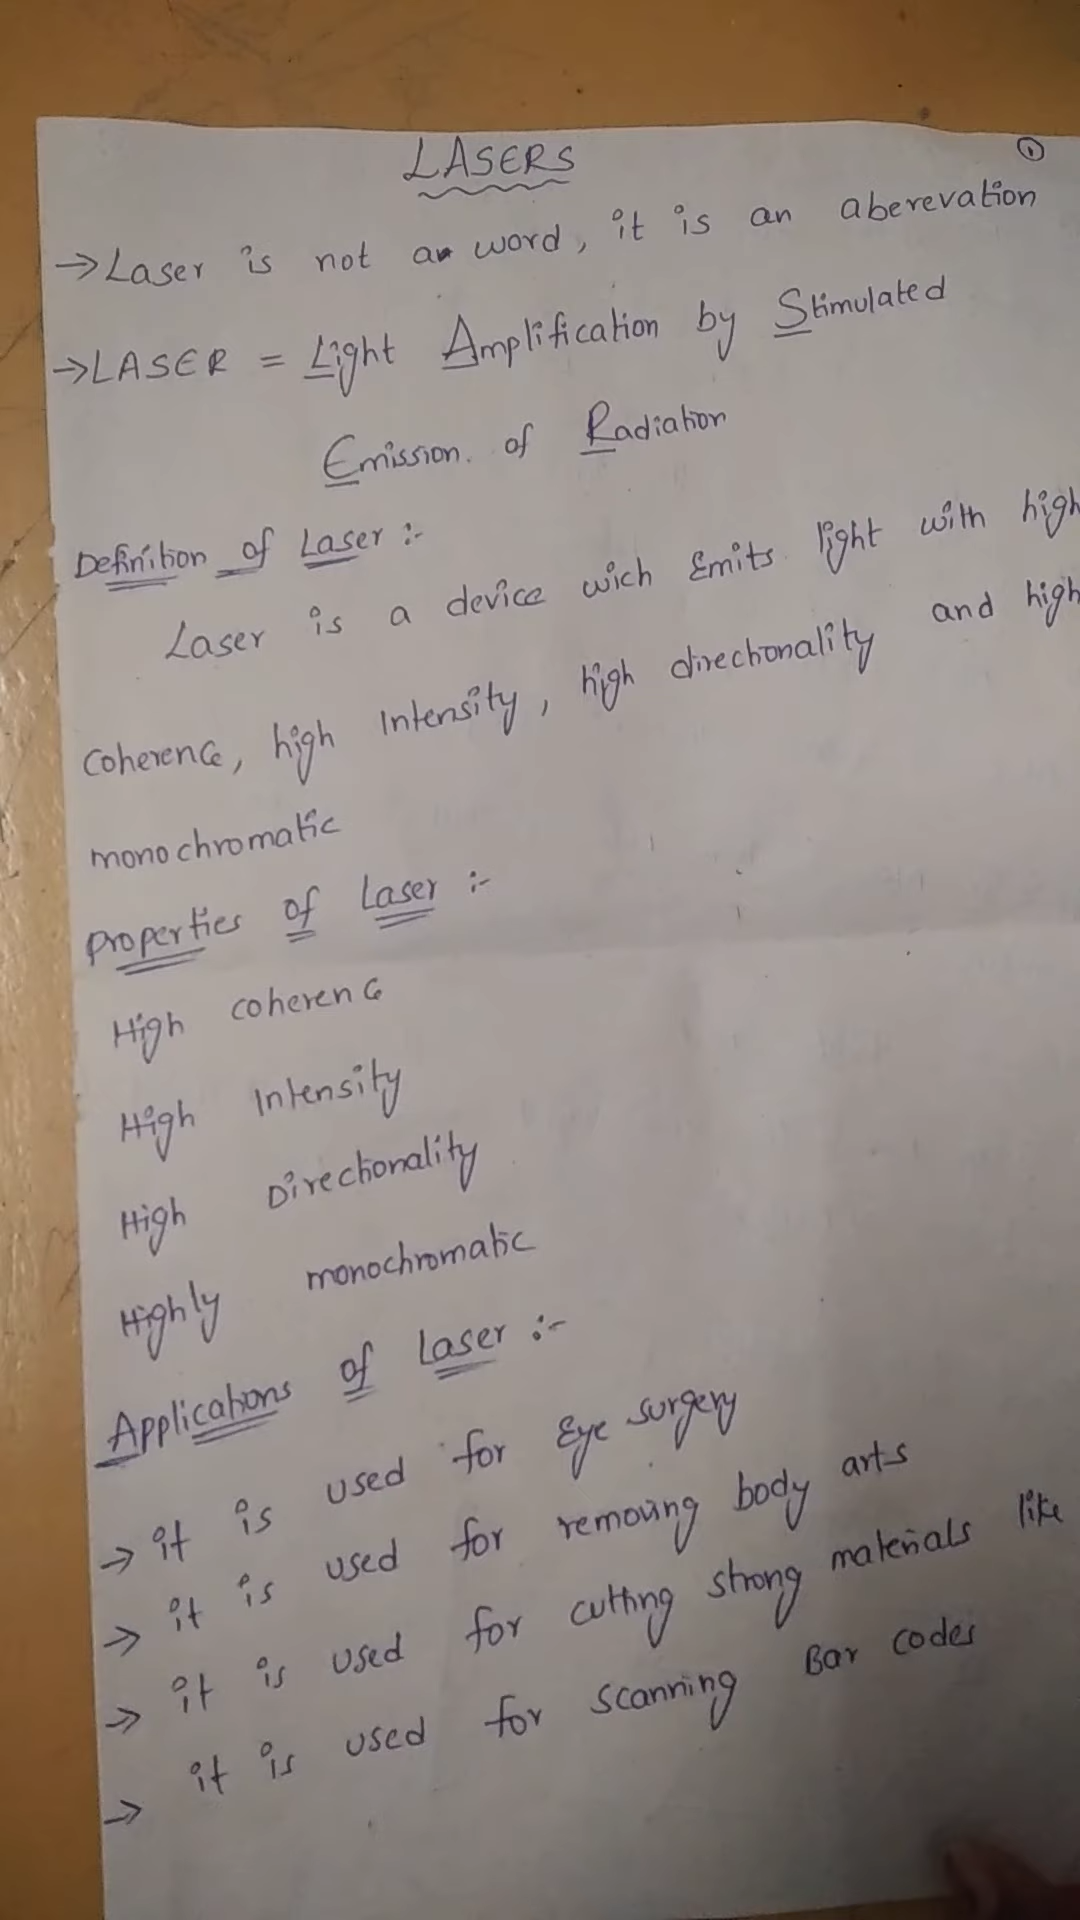 LASERS
①
→Laser is not a word, it is an aberevation
→LASER = Light Amplification by Stimulated
Emission. of Radiation
Definition of Laser :-
Laser is a device wich Emits light with high
coherence, high Intensity, high directionality and high
monochromatic
properties of Laser :-
High coherence
High Intensity
High Directionality
Highly monochromatic
Applications of Laser :-
→ it is used for Eye surgery
→ it is used for removing body arts
→ it is used for cutting strong materials like
→ it is used for scanning Bar codes